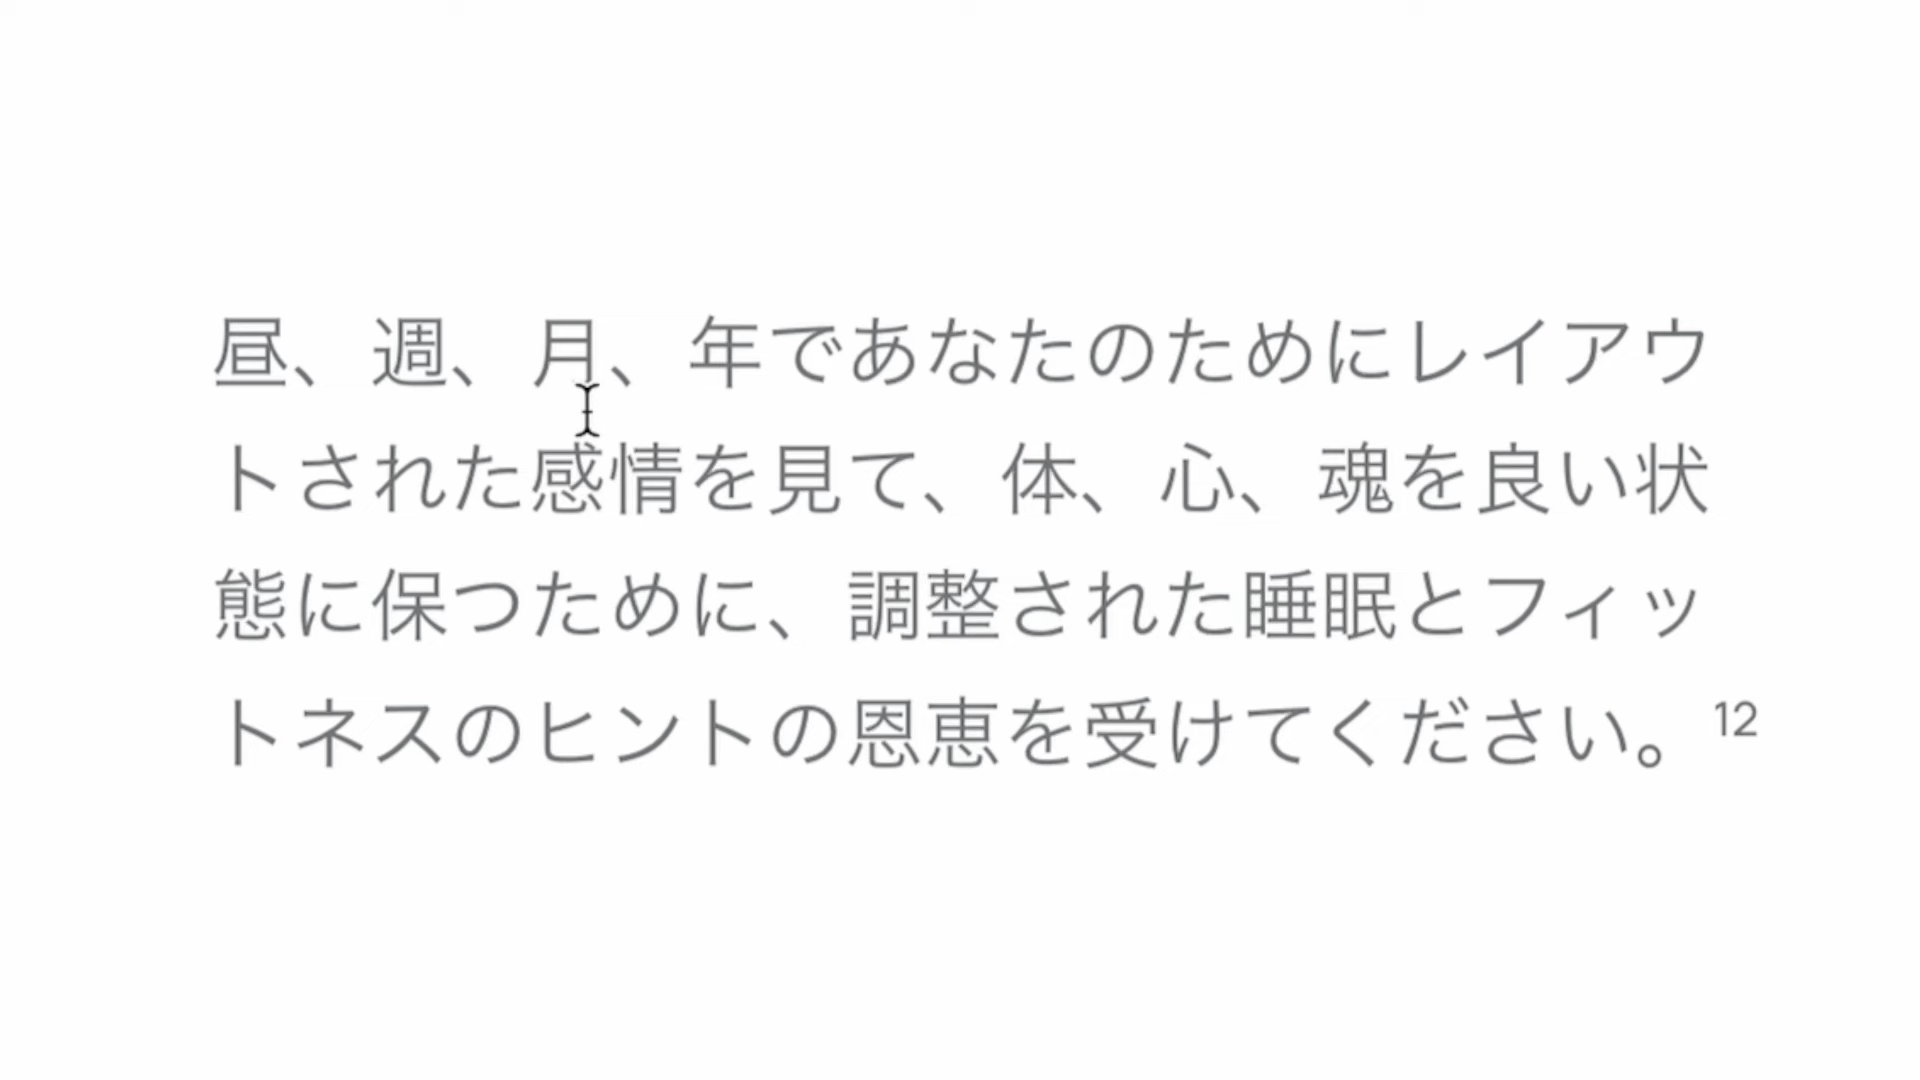 昼、週、月、年であなたのためにレイアウ
トされた感情を見て、体、心、魂を良い状
態に保つために、調整された睡眠とフィッ
トネスのヒントの恩恵を受けてください。12